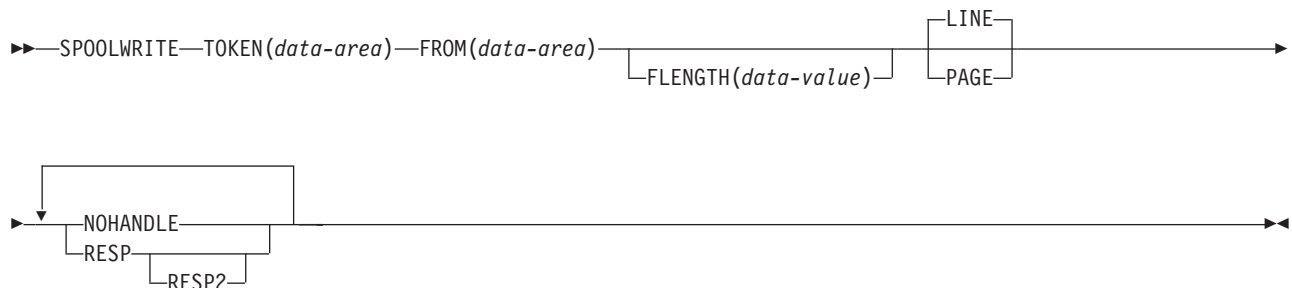 LINE
SPOOLWRITE TOKEN(data-area) FROM(data-area)
FLENGTH(data-value) PAGE
NOHANDLE
RESP
RESP2